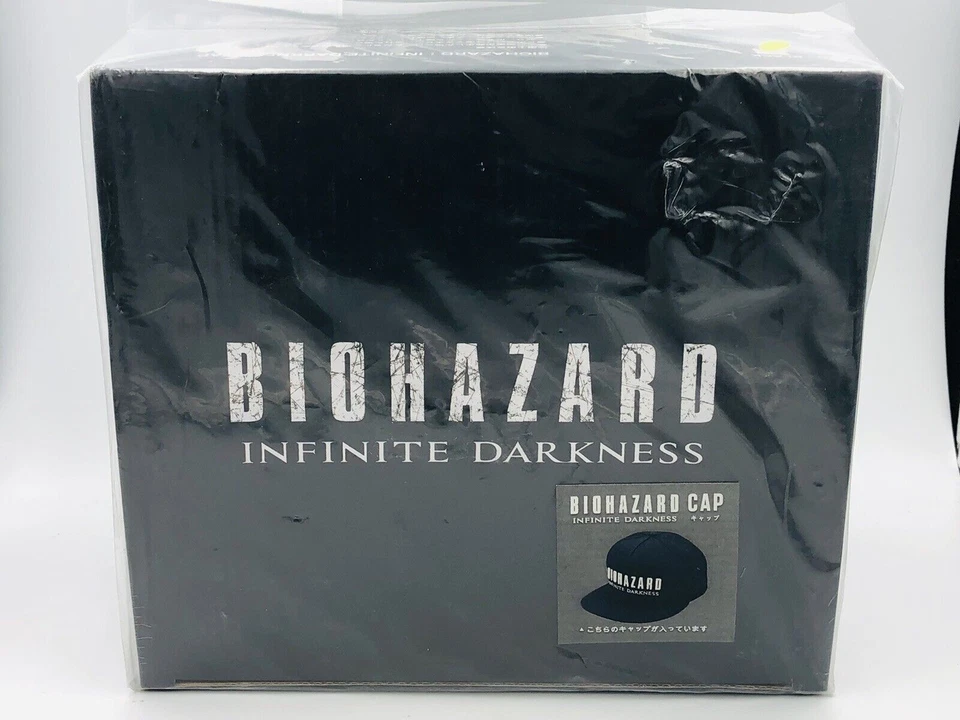 BIOHAZARD
INFINITE DARKNESS
BIOHAZARD CAP
INFINITE DARKNESS キャップ
BIOHAZARD
INFINITE DARKNESS
▲こちらのキャップが入っています